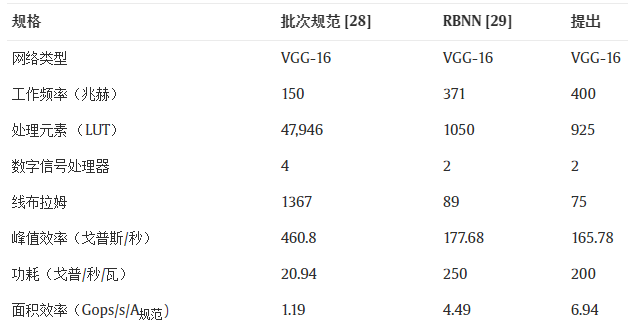 规格 批次规范 [28] RBNN [29] 提出
网络类型 VGG-16 VGG-16 VGG-16
工作频率（兆赫） 150 371 400
处理元素 （LUT） 47,946 1050 925
数字信号处理器 4 2 2
线布拉姆 1367 89 75
峰值效率（戈普斯/秒） 460.8 177.68 165.78
功耗（戈普/秒/瓦） 20.94 250 200
面积效率（Gops/s/A规范） 1.19 4.49 6.94